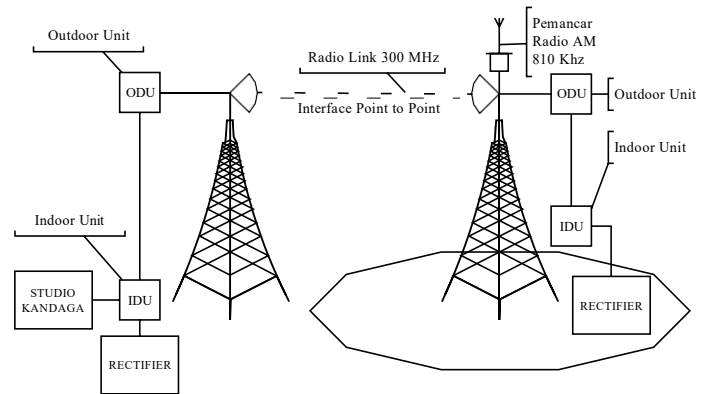 Outdoor Unit
Pemancar
Radio AM
810 Khz
Radio Link 300 MHz
ODU
ODU
Outdoor Unit
Interface Point to Point
Indoor Unit
Indoor Unit
IDU
STUDIO
KANDAGA
IDU
RECTIFIER
RECTIFIER